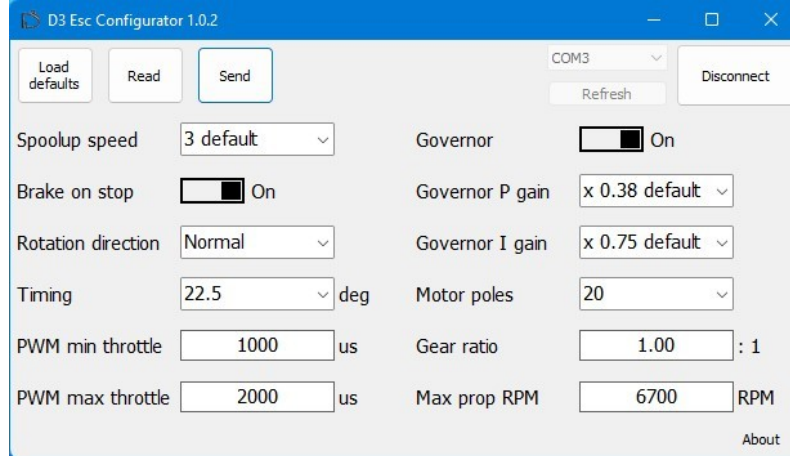 D3 Esc Configurator 1.0.2
Load defaults
Read
Send
COM3
Refresh
Disconnect
Spoolup speed 3 default
Governor On
Brake on stop On
Governor P gain x 0.38 default
Rotation direction Normal
Governor I gain x 0.75 default
Timing 22.5 deg
Motor poles 20
PWM min throttle 1000 us
Gear ratio 1.00 : 1
PWM max throttle 2000 us
Max prop RPM 6700 RPM
About